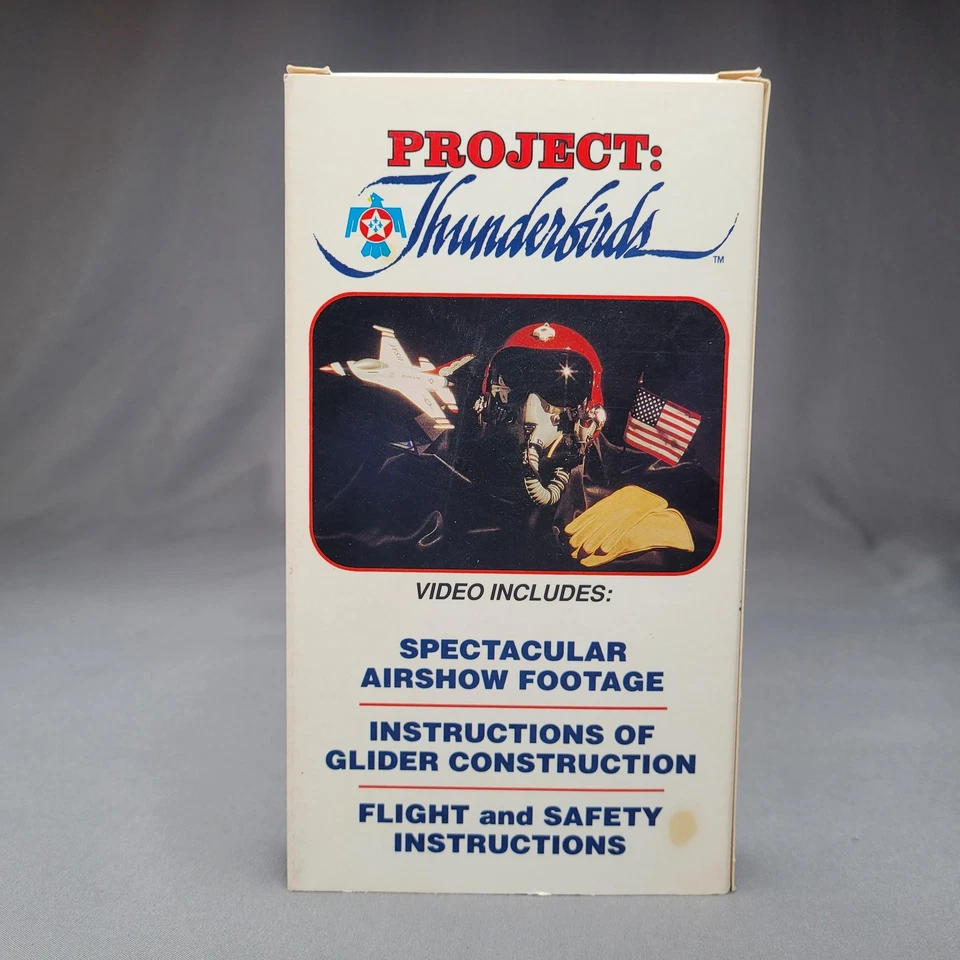 PROJECT:
Thunderbirds
TM
VIDEO INCLUDES:
SPECTACULAR
AIRSHOW FOOTAGE
INSTRUCTIONS OF
GLIDER CONSTRUCTION
FLIGHT and SAFETY
INSTRUCTIONS